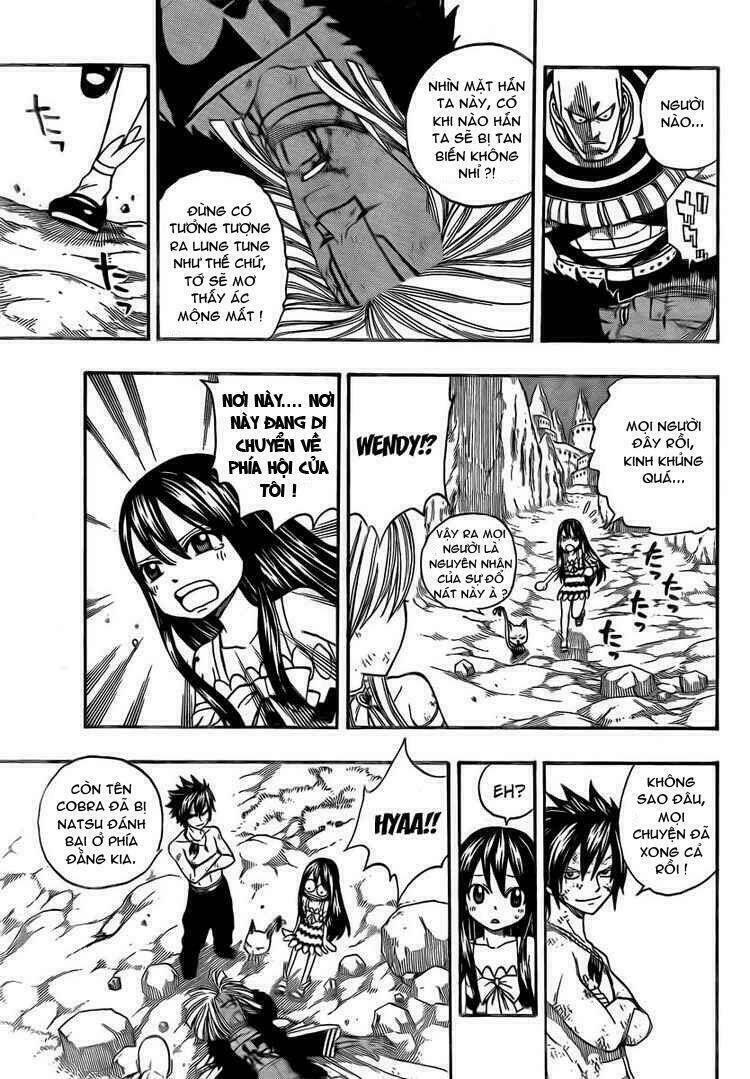 NGƯỜI
NÀO...
NHÌN MẶT HẮN
TA NÀY, CÓ
KHI NÀO HẮN
TA SẼ BỊ TAN
BIẾN KHÔNG
NHỈ ?!
ĐỪNG CÓ
TƯỞNG TƯỢNG
RA LUNG TUNG
NHƯ THẾ CHỨ,
TỚ SẼ MƠ
THẤY ÁC
MỘNG MẤT !
MỌI NGƯỜI
ĐÂY RỒI,
KINH KHỦNG
QUÁ...
WENDY!?
VẬY RA MỌI
NGƯỜI LÀ
NGUYÊN NHÂN
CỦA SỰ ĐỔ
NÁT NÀY À ?
たっ
たっ
NƠI NÀY.... NƠI
NÀY ĐANG DI
CHUYỂN VỀ
PHÍA HỘI CỦA
TÔI !
KHÔNG
SAO ĐÂU,
MỌI
CHUYỆN ĐÃ
XONG CẢ
RỒI !
EH?
HYAA!!
CÒN TÊN
COBRA ĐÃ BỊ
NATSU ĐÁNH
BẠI Ở PHÍA
ĐẰNG KIA.